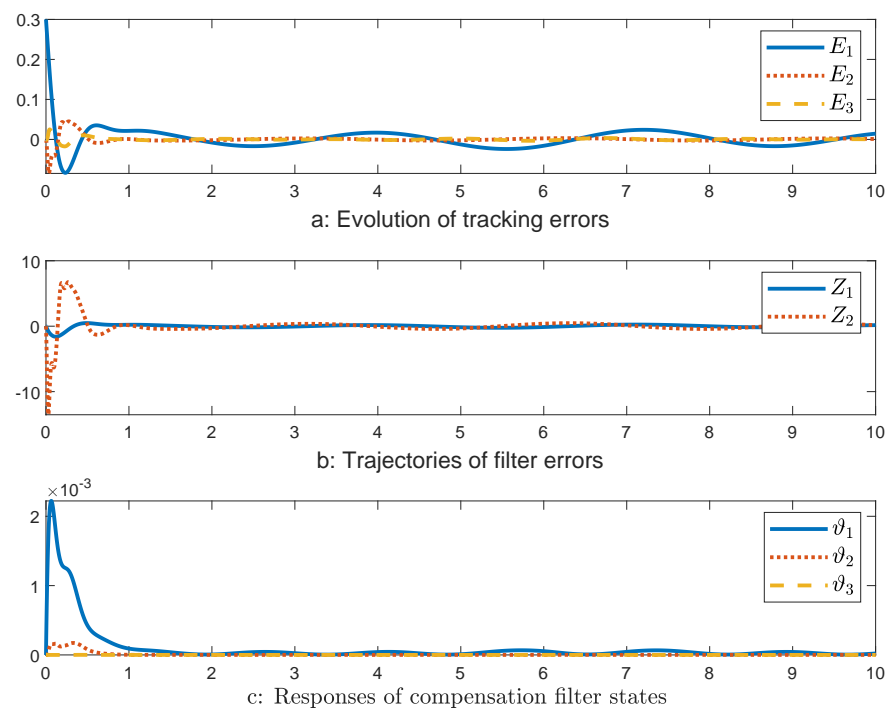 0.3
0.2
0.1
0
E1
E2
E3
0 1 2 3 4 5 6 7 8 9 10
a: Evolution of tracking errors
10
0
-10
Z1
Z2
0 1 2 3 4 5 6 7 8 9 10
b: Trajectories of filter errors
×10-3
2
1
0
ϑ1
ϑ2
ϑ3
0 1 2 3 4 5 6 7 8 9 10
c: Responses of compensation filter states